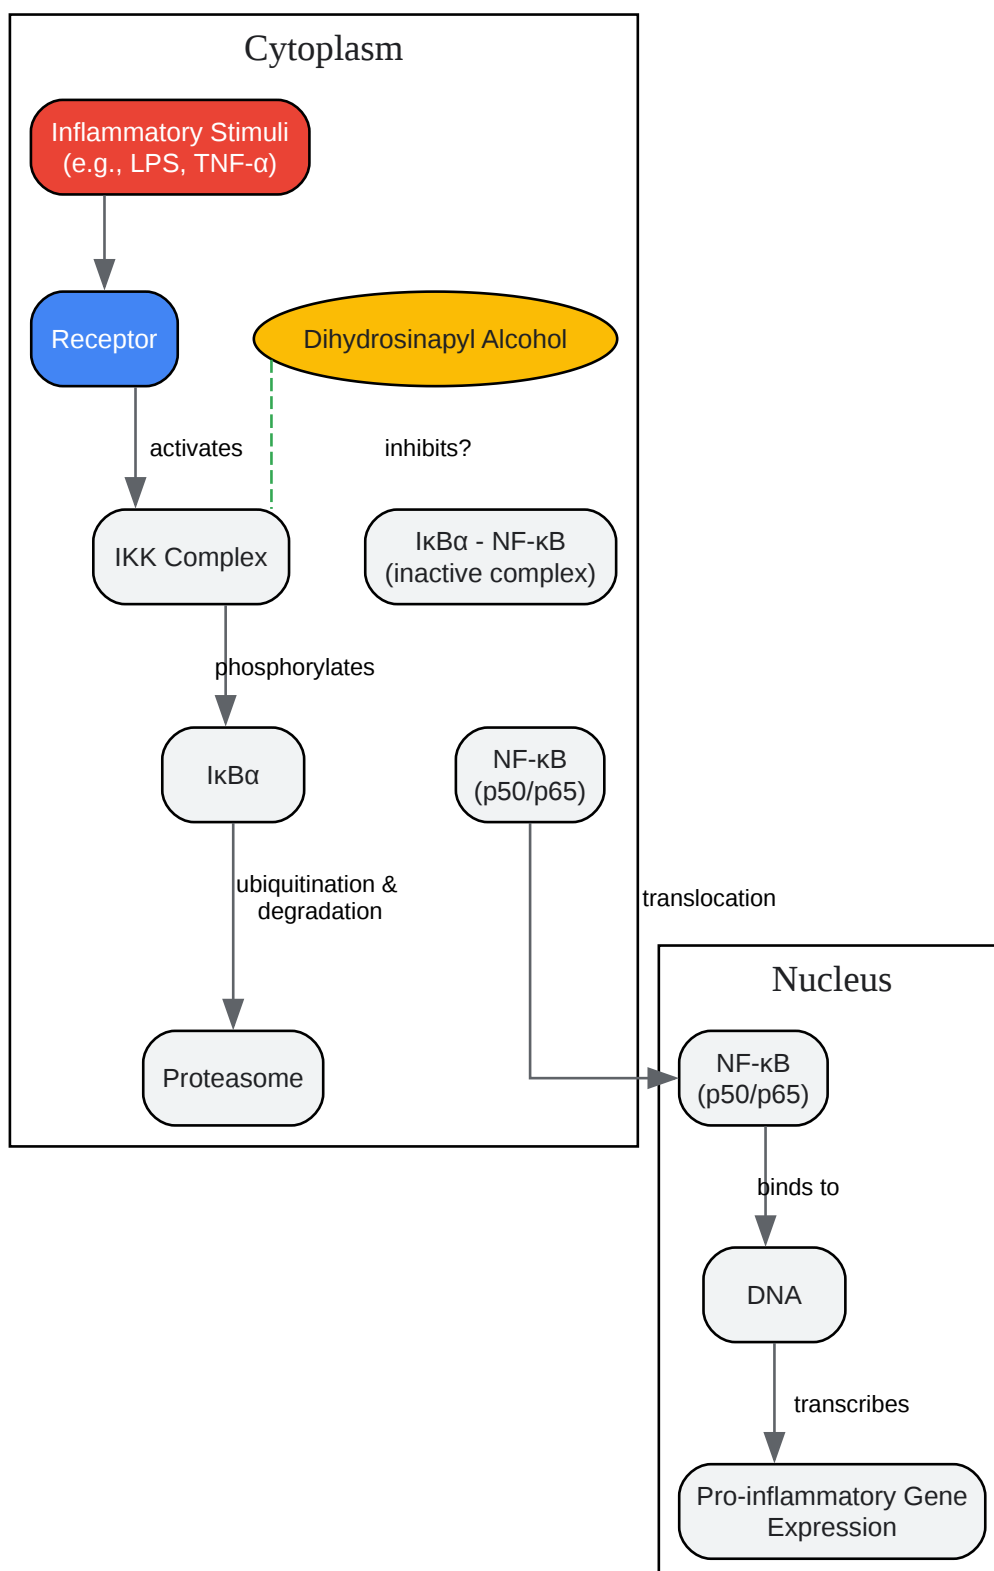 Cytoplasm
Inflammatory Stimuli
(e.g., LPS, TNF-α)
Receptor
Dihydrosinapyl Alcohol
activates
inhibits?
IKK Complex
IκBα - NF-κB
(inactive complex)
phosphorylates
IκBα
NF-κB
(p50/p65)
ubiquitination &
degradation
translocation
Proteasome
Nucleus
NF-κB
(p50/p65)
binds to
DNA
transcribes
Pro-inflammatory Gene
Expression